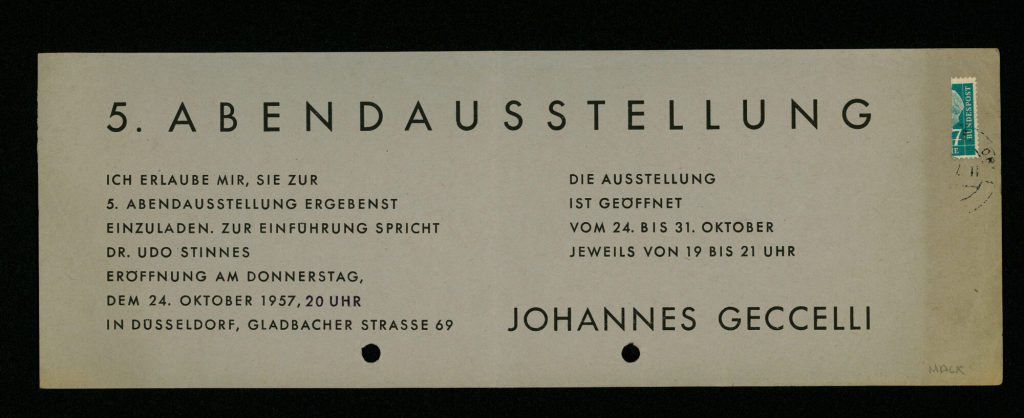 5. ABENDAUSSTELLUNG
ICH ERLAUBE MIR, SIE ZUR
5. ABENDAUSSTELLUNG ERGEBENST
EINZULADEN. ZUR EINFÜHRUNG SPRICHT
DR. UDO STINNES
ERÖFFNUNG AM DONNERSTAG,
DEM 24. OKTOBER 1957, 20 UHR
IN DÜSSELDORF, GLADBACHER STRASSE 69
DIE AUSSTELLUNG
IST GEÖFFNET
VOM 24. BIS 31. OKTOBER
JEWEILS VON 19 BIS 21 UHR
JOHANNES GECCELLI
7
BUNDESPOST
MACK